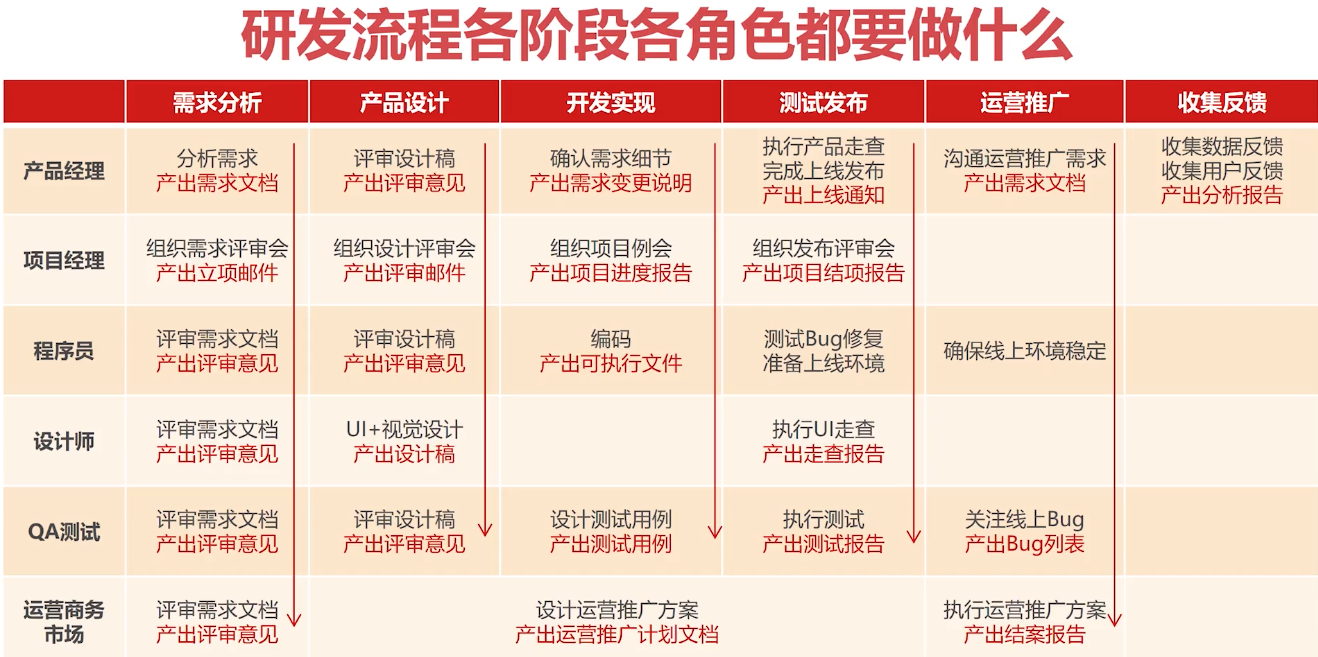 研发流程各阶段各角色都要做什么
需求分析
产品设计
开发实现
测试发布
运营推广
收集反馈
产品经理
分析需求
产出需求文档
评审设计稿
产出评审意见
确认需求细节
产出需求变更说明
执行产品走查
完成上线发布
产出上线通知
沟通运营推广需求
产出需求文档
收集数据反馈
收集用户反馈
产出分析报告
项目经理
组织需求评审会
产出立项邮件
组织设计评审会
产出评审邮件
组织项目例会
产出项目进度报告
组织发布评审会
产出项目结项报告
程序员
评审需求文档
产出评审意见
评审设计稿
产出评审意见
编码
产出可执行文件
测试Bug修复
准备上线环境
确保线上环境稳定
设计师
评审需求文档
产出评审意见
UI+视觉设计
产出设计稿
执行UI走查
产出走查报告
QA测试
评审需求文档
产出评审意见
评审设计稿
产出评审意见
设计测试用例
产出测试用例
执行测试
产出测试报告
关注线上Bug
产出Bug列表
运营商务
市场
评审需求文档
产出评审意见
设计运营推广方案
产出运营推广计划文档
执行运营推广方案
产出结案报告